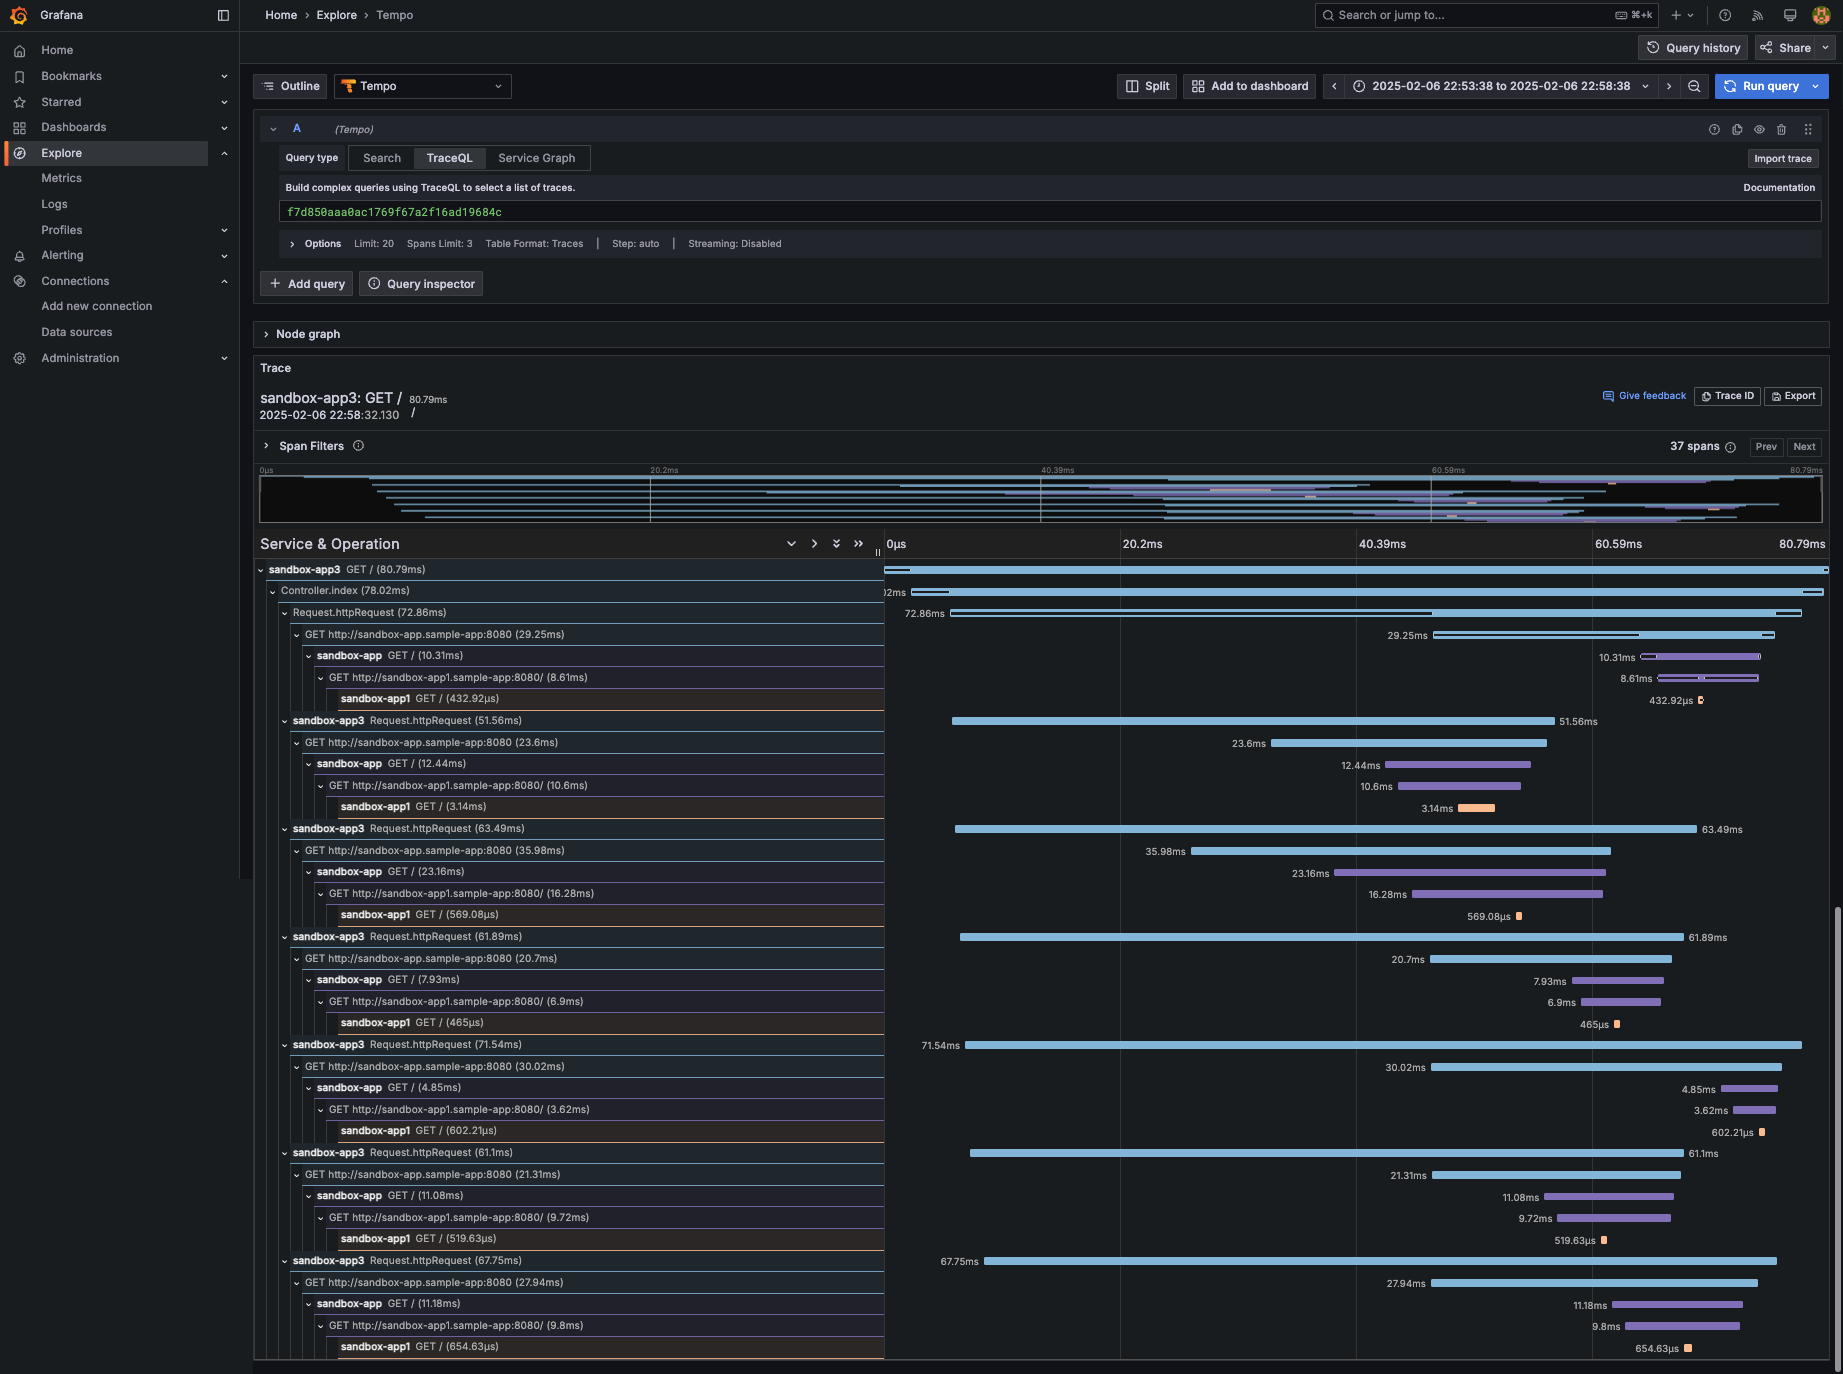 Grafana
Home › Explore › Tempo
Search or jump to...
⌘+k
Home
Bookmarks
Starred
Dashboards
Explore
Metrics
Logs
Profiles
Alerting
Connections
Add new connection
Data sources
Administration
Query history
Share
Outline
Tempo
Split
Add to dashboard
2025-02-06 22:53:38 to 2025-02-06 22:58:38
Run query
A (Tempo)
Query type Search TraceQL Service Graph
Import trace
Build complex queries using TraceQL to select a list of traces.
Documentation
f7d850aaa0ac1769f67a2f16ad19684c
Options Limit: 20 Spans Limit: 3 Table Format: Traces | Step: auto | Streaming: Disabled
+ Add query
Query inspector
Node graph
Trace
sandbox-app3: GET / 80.79ms
2025-02-06 22:58:32.130 /
Give feedback
Trace ID
Export
Span Filters
37 spans
Prev
Next
0μs 20.2ms 40.39ms 60.59ms 80.79ms
Service & Operation
0μs 20.2ms 40.39ms 60.59ms 80.79ms
sandbox-app3 GET / (80.79ms)
Controller.index (78.02ms) 02ms
Request.httpRequest (72.86ms) 72.86ms
GET http://sandbox-app.sample-app:8080 (29.25ms) 29.25ms
sandbox-app GET / (10.31ms) 10.31ms
GET http://sandbox-app1.sample-app:8080/ (8.61ms) 8.61ms
sandbox-app1 GET / (432.92μs) 432.92μs
sandbox-app3 Request.httpRequest (51.56ms) 51.56ms
GET http://sandbox-app.sample-app:8080 (23.6ms) 23.6ms
sandbox-app GET / (12.44ms) 12.44ms
GET http://sandbox-app1.sample-app:8080/ (10.6ms) 10.6ms
sandbox-app1 GET / (3.14ms) 3.14ms
sandbox-app3 Request.httpRequest (63.49ms) 63.49ms
GET http://sandbox-app.sample-app:8080 (35.98ms) 35.98ms
sandbox-app GET / (23.16ms) 23.16ms
GET http://sandbox-app1.sample-app:8080/ (16.28ms) 16.28ms
sandbox-app1 GET / (569.08μs) 569.08μs
sandbox-app3 Request.httpRequest (61.89ms) 61.89ms
GET http://sandbox-app.sample-app:8080 (20.7ms) 20.7ms
sandbox-app GET / (7.93ms) 7.93ms
GET http://sandbox-app1.sample-app:8080/ (6.9ms) 6.9ms
sandbox-app1 GET / (465μs) 465μs
sandbox-app3 Request.httpRequest (71.54ms) 71.54ms
GET http://sandbox-app.sample-app:8080 (30.02ms) 30.02ms
sandbox-app GET / (4.85ms) 4.85ms
GET http://sandbox-app1.sample-app:8080/ (3.62ms) 3.62ms
sandbox-app1 GET / (602.21μs) 602.21μs
sandbox-app3 Request.httpRequest (61.1ms) 61.1ms
GET http://sandbox-app.sample-app:8080 (21.31ms) 21.31ms
sandbox-app GET / (11.08ms) 11.08ms
GET http://sandbox-app1.sample-app:8080/ (9.72ms) 9.72ms
sandbox-app1 GET / (519.63μs) 519.63μs
sandbox-app3 Request.httpRequest (67.75ms) 67.75ms
GET http://sandbox-app.sample-app:8080 (27.94ms) 27.94ms
sandbox-app GET / (11.18ms) 11.18ms
GET http://sandbox-app1.sample-app:8080/ (9.8ms) 9.8ms
sandbox-app1 GET / (654.63μs) 654.63μs